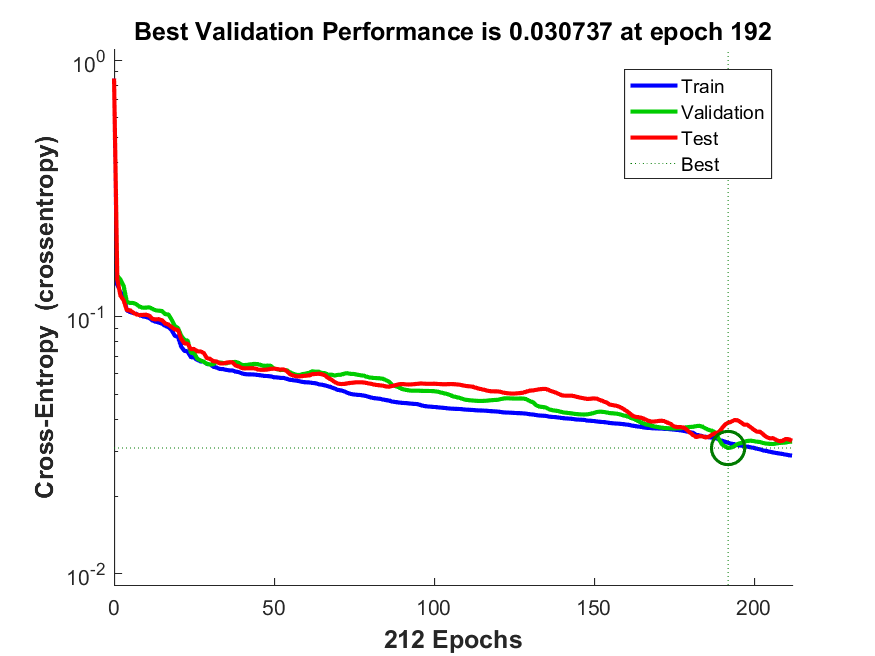 Best Validation Performance is 0.030737 at epoch 192
Cross-Entropy (crossentropy)
10^0
10^-1
10^-2
Train
Validation
Test
Best
0 50 100 150 200
212 Epochs